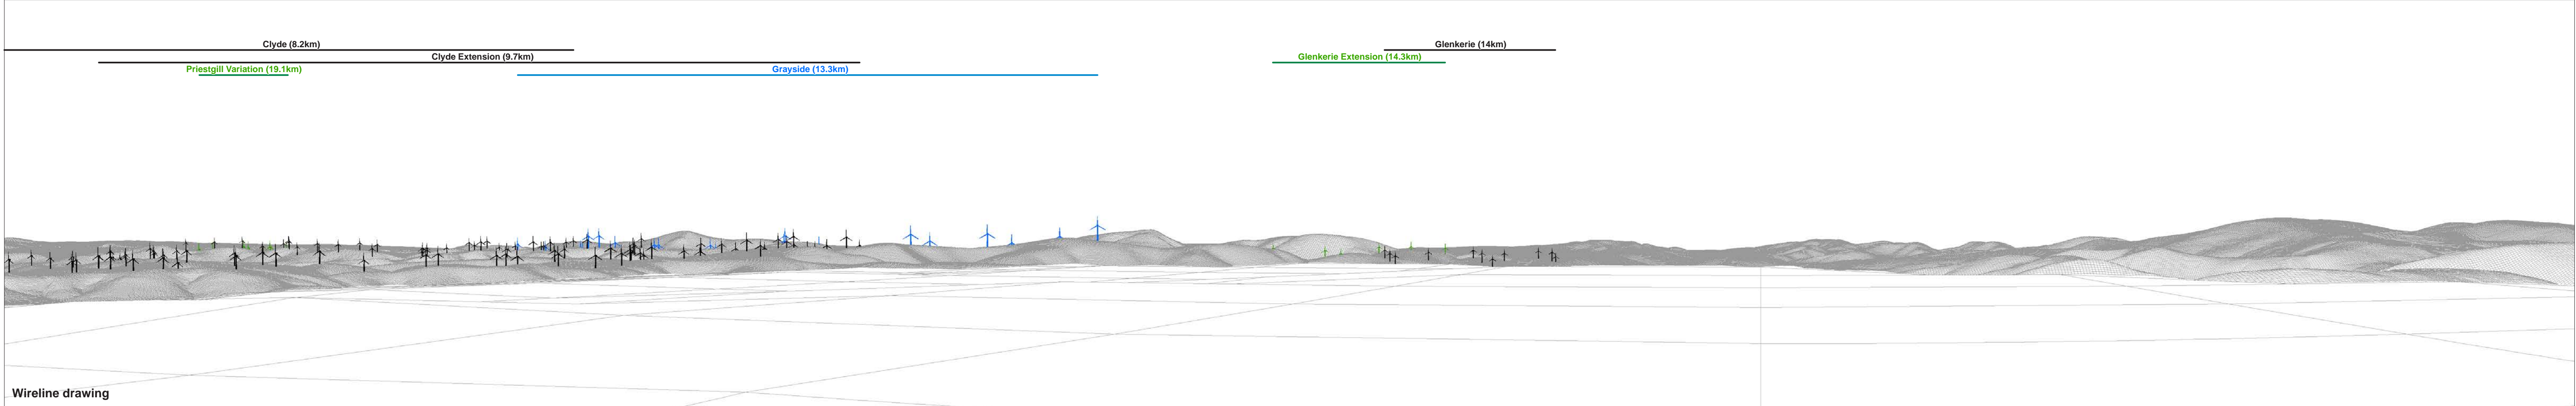 Clyde (8.2km)
Glenkerie (14km)
Clyde Extension (9.7km)
Glenkerie Extension (14.3km)
Priestgill Variation (19.1km)
Grayside (13.3km)
Wireline drawing